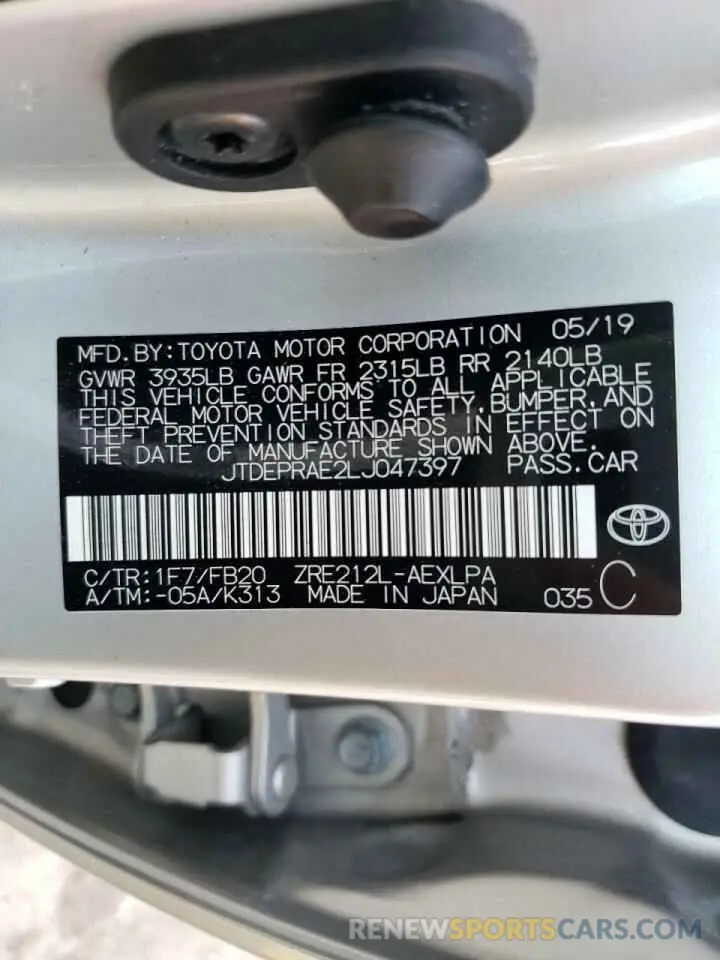 MFD. BY: TOYOTA MOTOR CORPORATION 05/19
GVWR 3935LB GAWR FR 2315LB RR 2140LB
THIS VEHICLE CONFORMS TO ALL APPLICABLE
FEDERAL MOTOR VEHICLE SAFETY, BUMPER, AND
THEFT PREVENTION STANDARDS IN EFFECT ON
THE DATE OF MANUFACTURE SHOWN ABOVE.
JTDEPRAE2LJ047397 PASS. CAR
C/TR: 1F7/FB20 ZRE212L-AEXLPA
A/TM: -05A/K313 MADE IN JAPAN 035 C
RENEWSPORTSCARS.COM